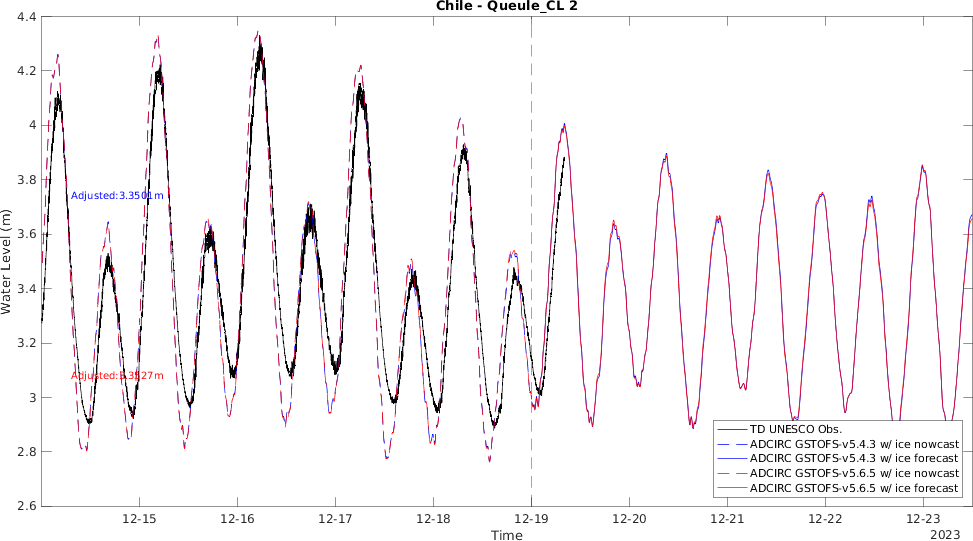 Chile - Queule_CL 2
4.4
4.2
4
3.8
3.6
3.4
3.2
3
2.8
2.6
Water Level (m)
Adjusted:3.3501m
Adjusted:3.3527m
TD UNESCO Obs.
ADCIRC GSTOFS-v5.4.3 w/ ice nowcast
ADCIRC GSTOFS-v5.4.3 w/ ice forecast
ADCIRC GSTOFS-v5.6.5 w/ ice nowcast
ADCIRC GSTOFS-v5.6.5 w/ ice forecast
12-15 12-16 12-17 12-18 12-19 12-20 12-21 12-22 12-23
Time 2023